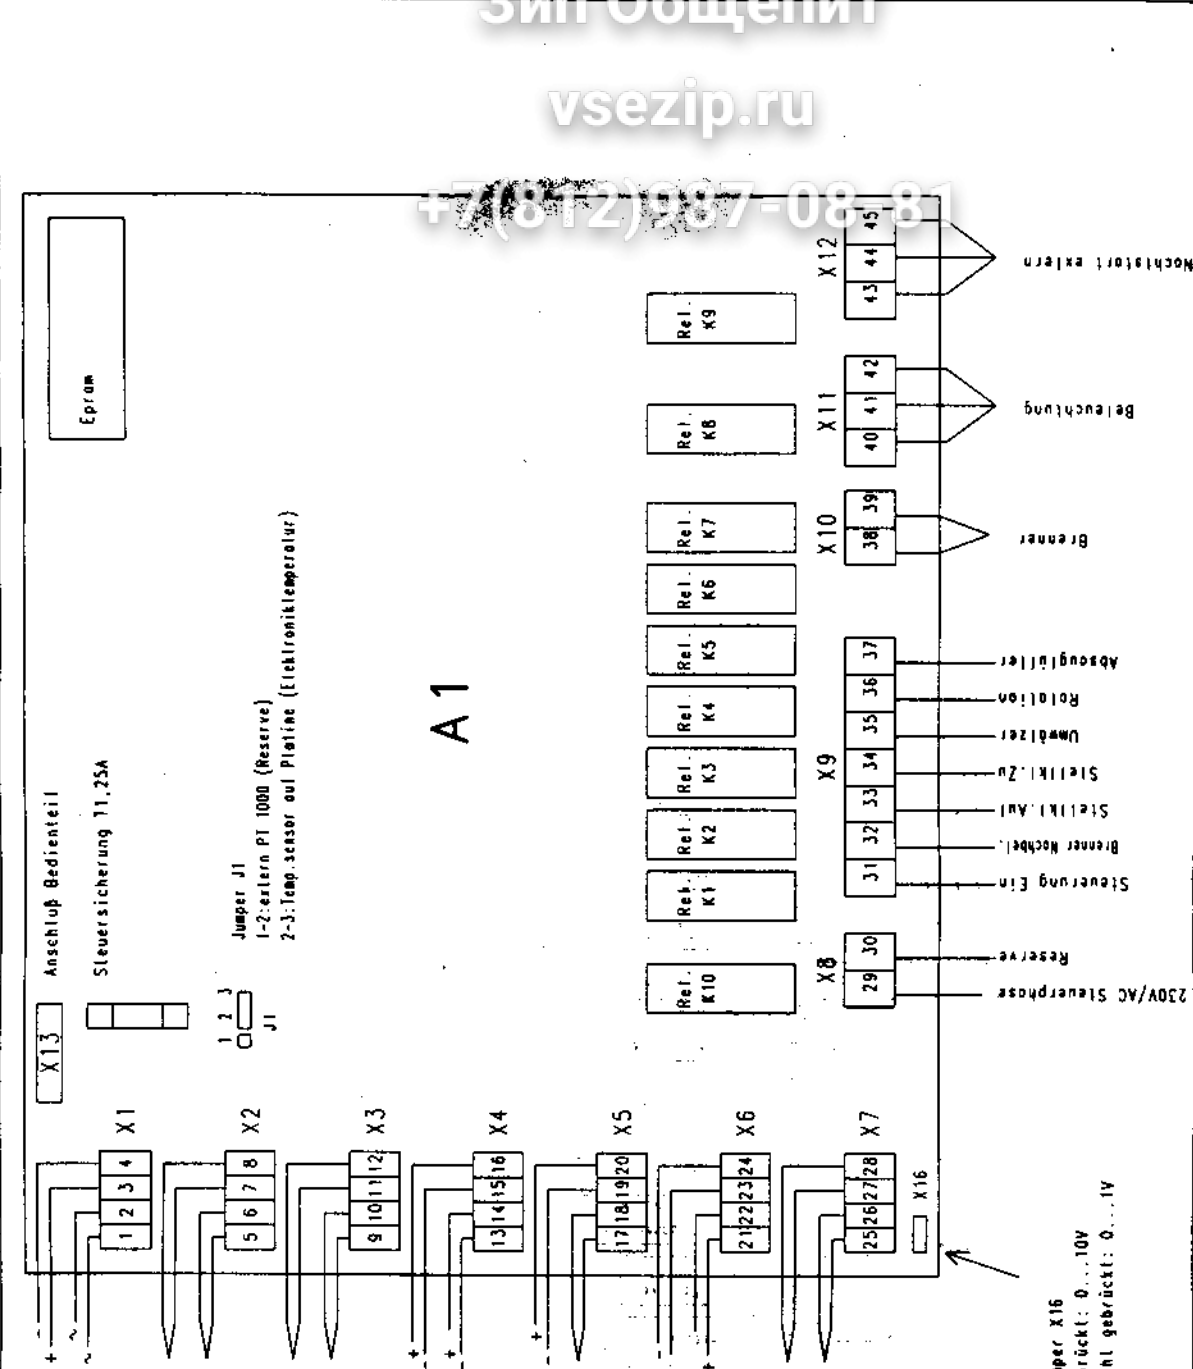 Зип Общепит
vsezip.ru
+7(812)987-08-81
Eprom
X12
43 44 45
Nachtstart extern
Rel. K9
X11
40 41 42
Beleuchtung
Rel. K8
X10
38 39
Brenner
Rel. K7
Rel. K6
Rel. K5
Rel. K4
Rel. K3
Rel. K2
Rel. K1
Rel. K10
X9
31 32 33 34 35 36 37
Absauglüfter
Rotation
Umwälzer
Stellkl.Zu
Stellkl.Auf
Brenner Nachbel.
Steuerung Ein
X8
29 30
Reserve
230V/AC Steuerphase
A1
X13
Anschluß Bedienteil
Steuersicherung T1,25A
J1
1 2 3
Jumper J1
1-2:extern PT 1000 (Reserve)
2-3:Temp.sensor auf Platine (Elektroniktemperatur)
X1
1 2 3 4
X2
5 6 7 8
X3
9 10 11 12
X4
13 14 15 16
X5
17 18 19 20
X6
21 22 23 24
X7
25 26 27 28
X16
per X16
rückt: 0...10V
ht gebrückt: 0...1V